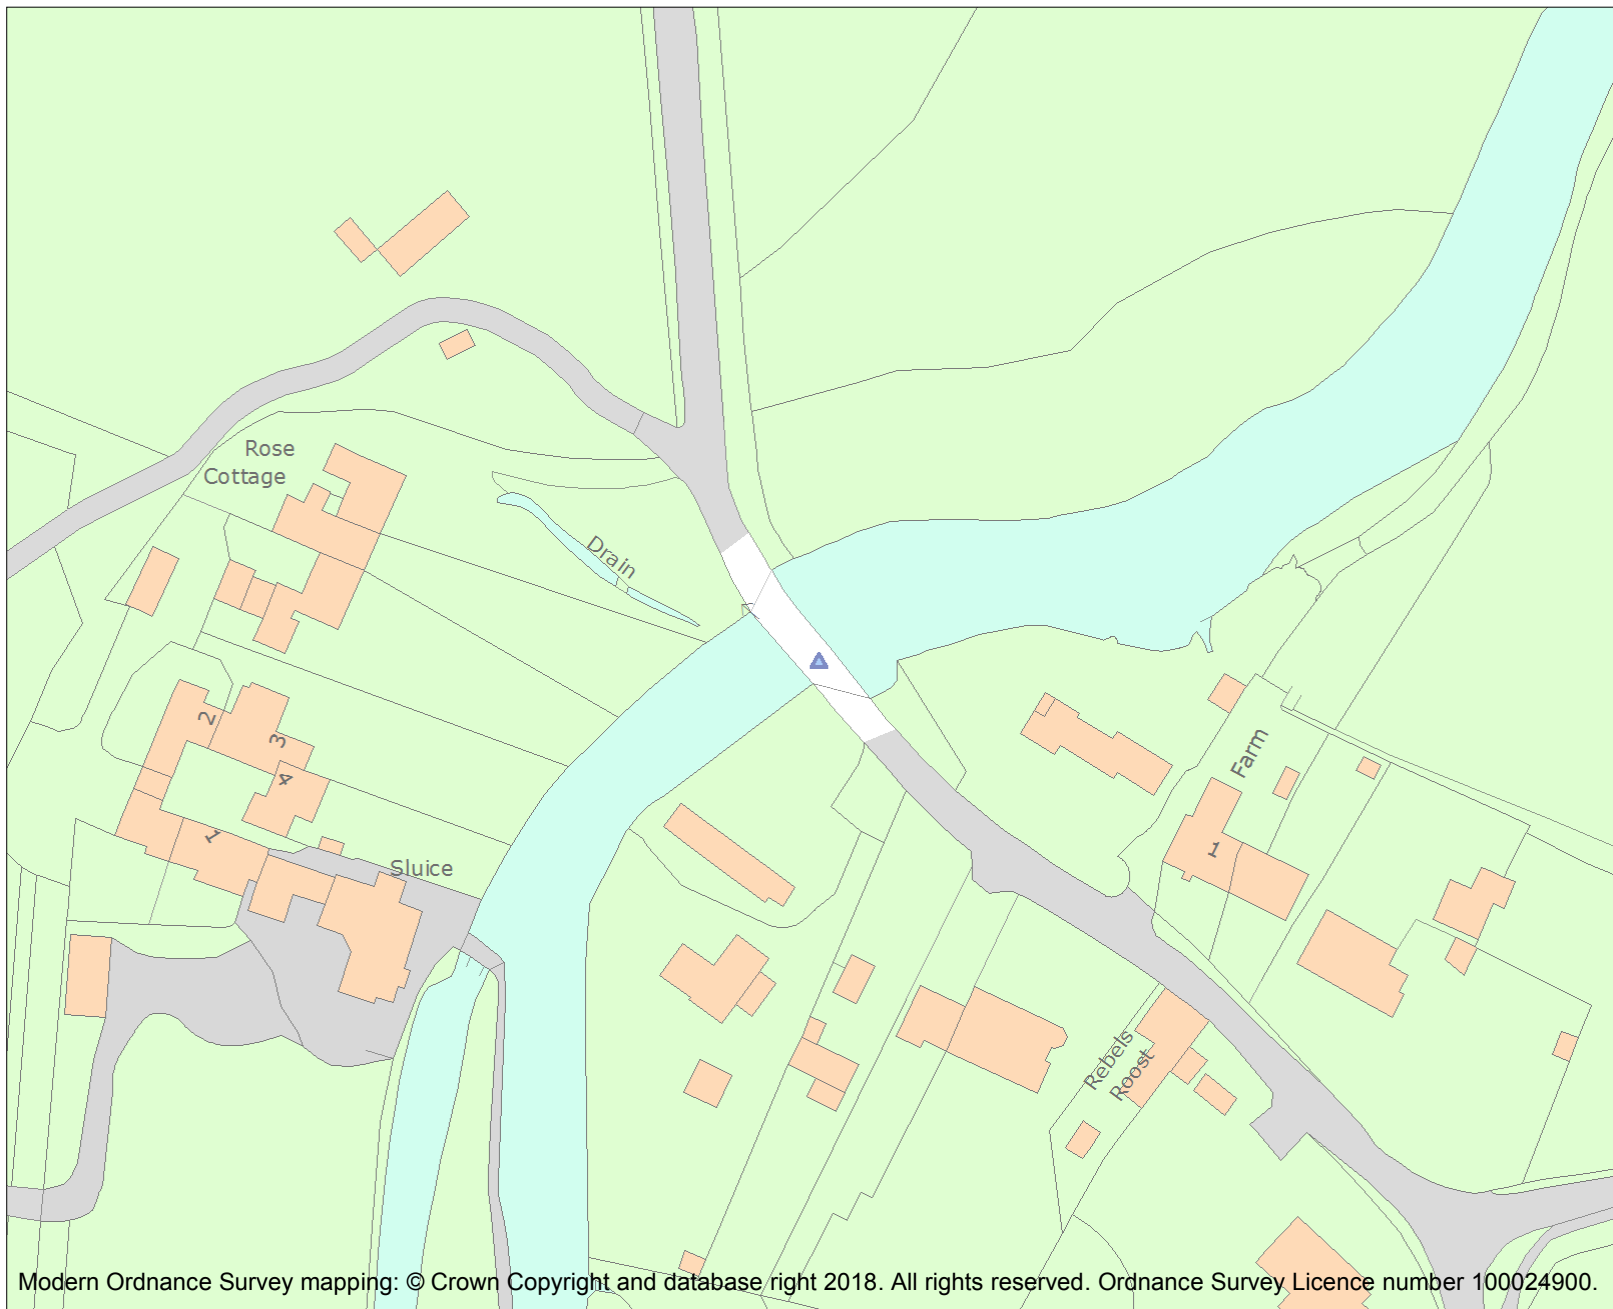 Rose
Cottage
Drain
2
3
4
1
Sluice
Farm
1
Rebels
Roost
Modern Ordnance Survey mapping: © Crown Copyright and database right 2018. All rights reserved. Ordnance Survey Licence number 100024900.